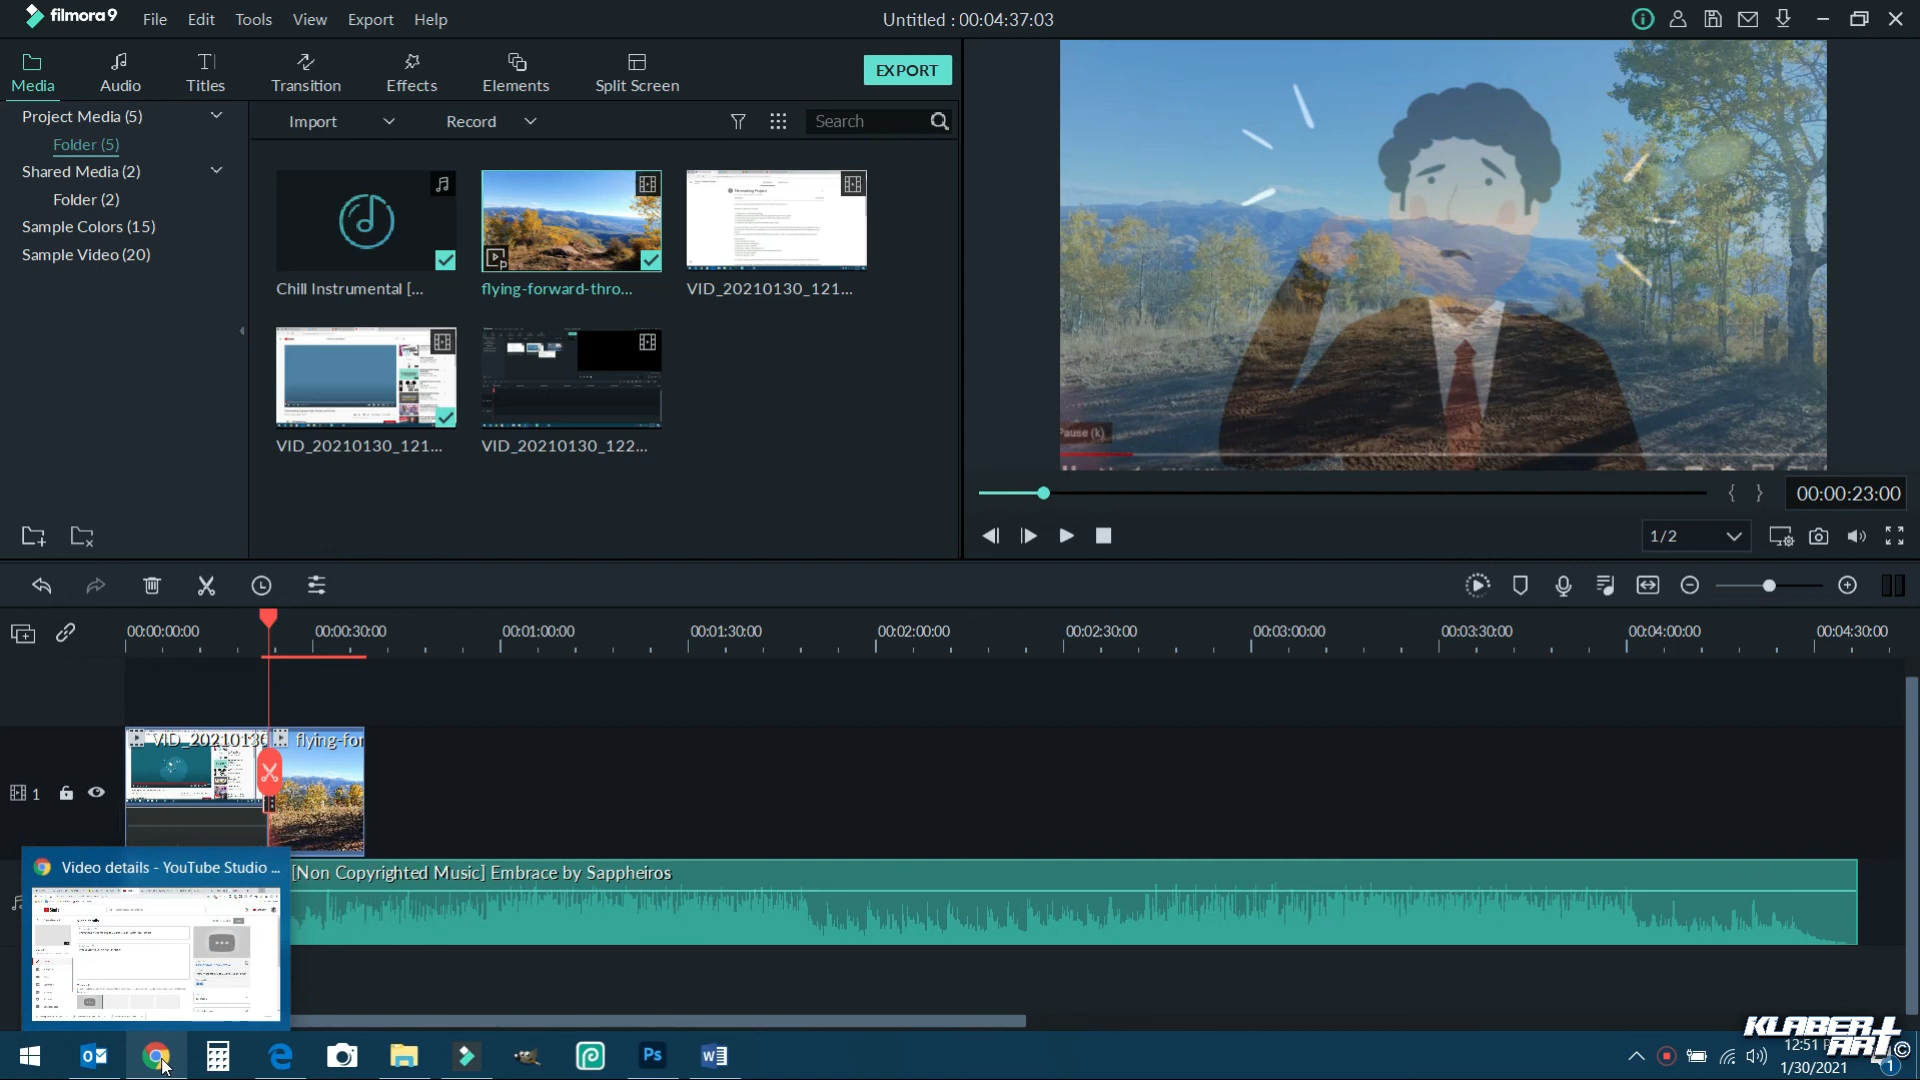 filmora9
File
Edit
Tools
View
Export
Help
Untitled : 00:04:37:03
Media
Audio
Titles
Transition
Effects
Elements
Split Screen
EXPORT
Project Media (5)
Folder (5)
Shared Media (2)
Folder (2)
Sample Colors (15)
Sample Video (20)
Import
Record
Search
Chill Instrumental [...
flying-forward-thro...
VID_20210130_121...
VID_20210130_121...
VID_20210130_122...
Pause (k)
00:00:23:00
1/2
00:00:00:00
00:00:30:00
00:01:00:00
00:01:30:00
00:02:00:00
00:02:30:00
00:03:00:00
00:03:30:00
00:04:00:00
00:04:30:00
VID_20210130
flying-for
1
Video details - YouTube Studio ...
[Non Copyrighted Music] Embrace by Sappheiros
KLABER ART ©
12:51 P
1/30/2021
1
Ps